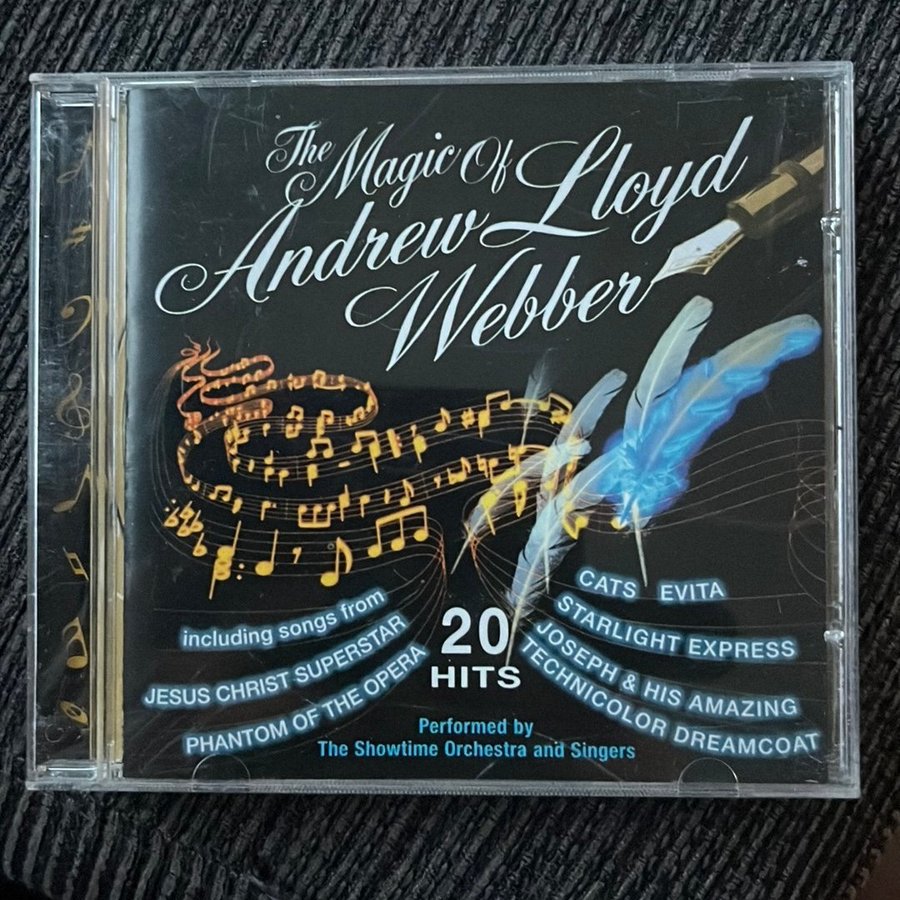 The Magic Of
Andrew Lloyd
Webber
including songs from
JESUS CHRIST SUPERSTAR
PHANTOM OF THE OPERA
20
HITS
CATS EVITA
STARLIGHT EXPRESS
JOSEPH & HIS AMAZING
TECHNICOLOR DREAMCOAT
Performed by
The Showtime Orchestra and Singers